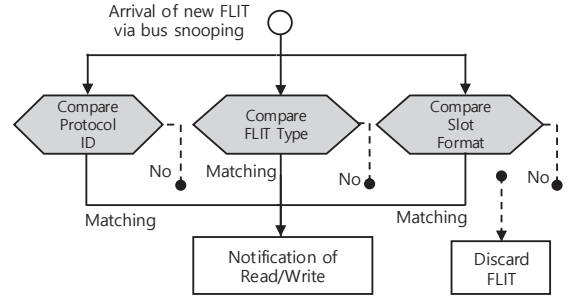 Arrival of new FLIT
via bus snooping
Compare
Protocol
ID
Compare
FLIT Type
Compare
Slot
Format
No
Matching
No
No
Matching
Matching
Notification of
Read/Write
Discard
FLIT